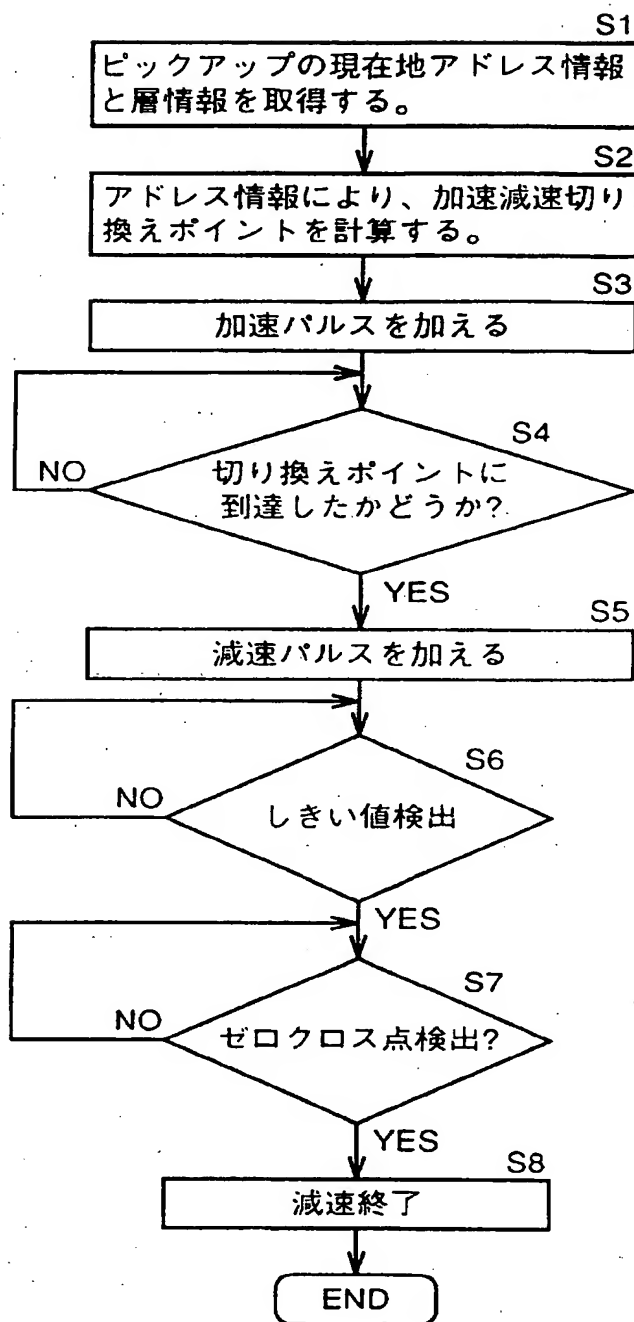 S1
ピックアップの現在地アドレス情報
と層情報を取得する。
S2
アドレス情報により、加速減速切り
換えポイントを計算する。
S3
加速パルスを加える
S4
NO
切り換えポイントに
到達したかどうか?
YES
S5
減速パルスを加える
S6
NO
しきい値検出
YES
S7
NO
ゼロクロス点検出?
YES
S8
減速終了
END